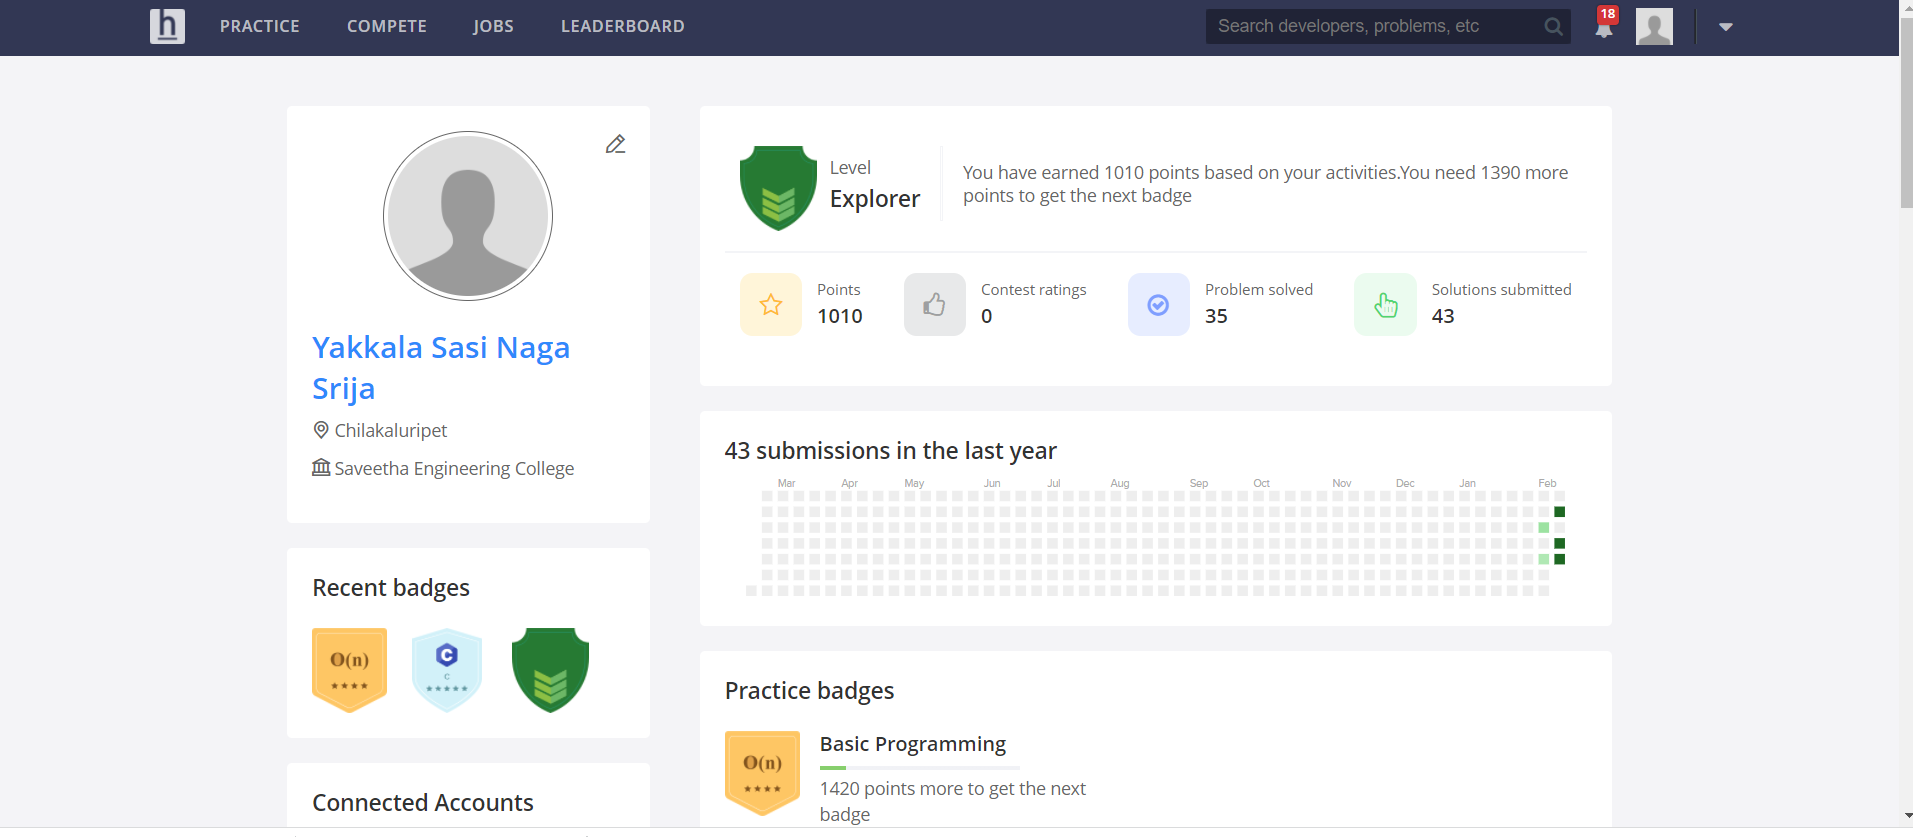 h PRACTICE COMPETE JOBS LEADERBOARD Search developers, problems, etc 18
Yakkala Sasi Naga
Srija
Chilakaluripet
Saveetha Engineering College
Recent badges
O(n)
C
C
Connected Accounts
Level
Explorer
You have earned 1010 points based on your activities.You need 1390 more
points to get the next badge
Points
1010
Contest ratings
0
Problem solved
35
Solutions submitted
43
43 submissions in the last year
Mar Apr May Jun Jul Aug Sep Oct Nov Dec Jan Feb
Practice badges
O(n)
Basic Programming
1420 points more to get the next
badge